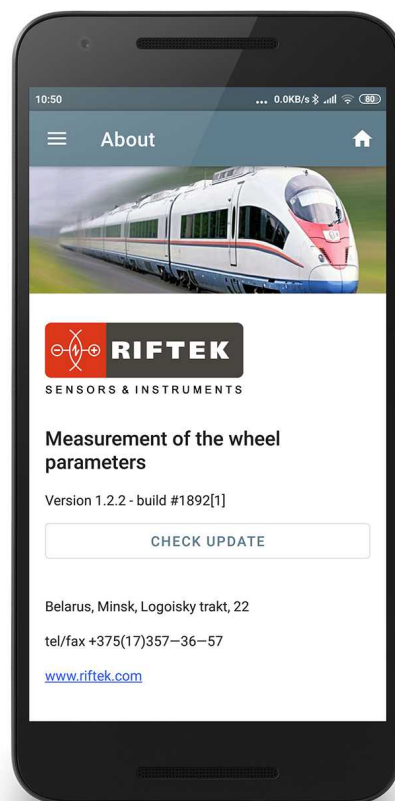 10:50 ... 0.0KB/s 80
About
RIFTEK
SENSORS & INSTRUMENTS
Measurement of the wheel
parameters
Version 1.2.2 - build #1892[1]
CHECK UPDATE
Belarus, Minsk, Logoisky trakt, 22
tel/fax +375(17)357—36—57
www.riftek.com